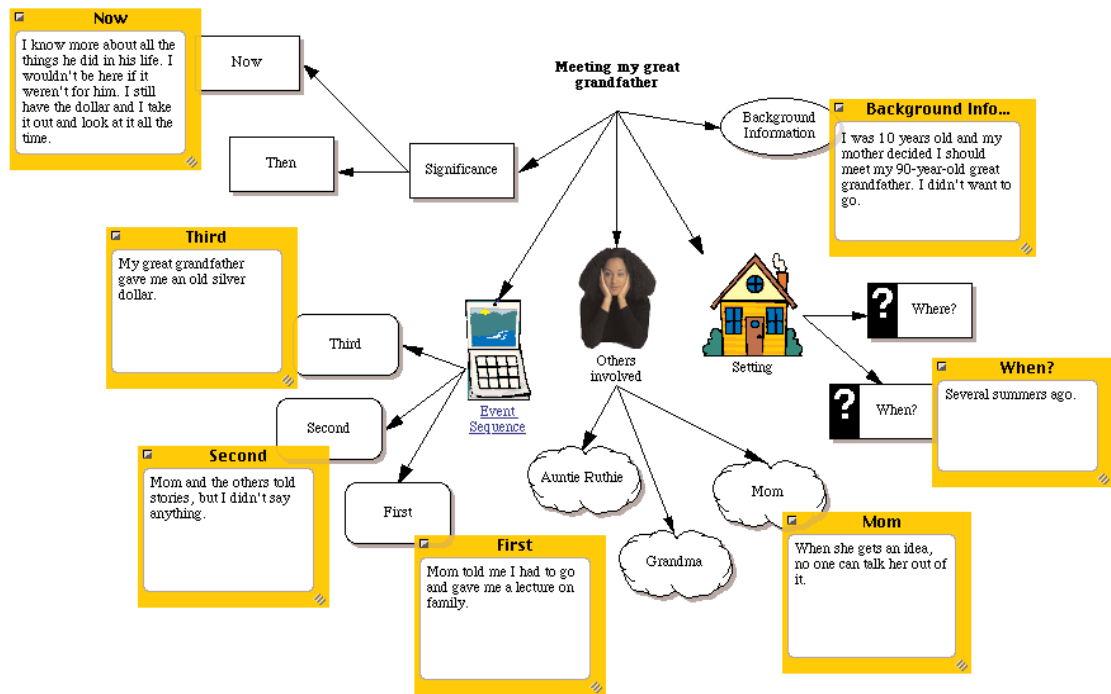 Meeting my great
grandfather
Now
I know more about all the
things he did in his life. I
wouldn't be here if it
weren't for him. I still
have the dollar and I take
it out and look at it all the
time.
Now
Then
Significance
Background
Information
Background Info...
I was 10 years old and my
mother decided I should
meet my 90-year-old great
grandfather. I didn't want to
go.
Third
My great grandfather
gave me an old silver
dollar.
Third
Second
Second
Mom and the others told
stories, but I didn't say
anything.
First
First
Mom told me I had to go
and gave me a lecture on
family.
Event
Sequence
Others
involved
Auntie Ruthie
Grandma
Mom
Mom
When she gets an idea,
no one can talk her out of
it.
Setting
? Where?
? When?
When?
Several summers ago.